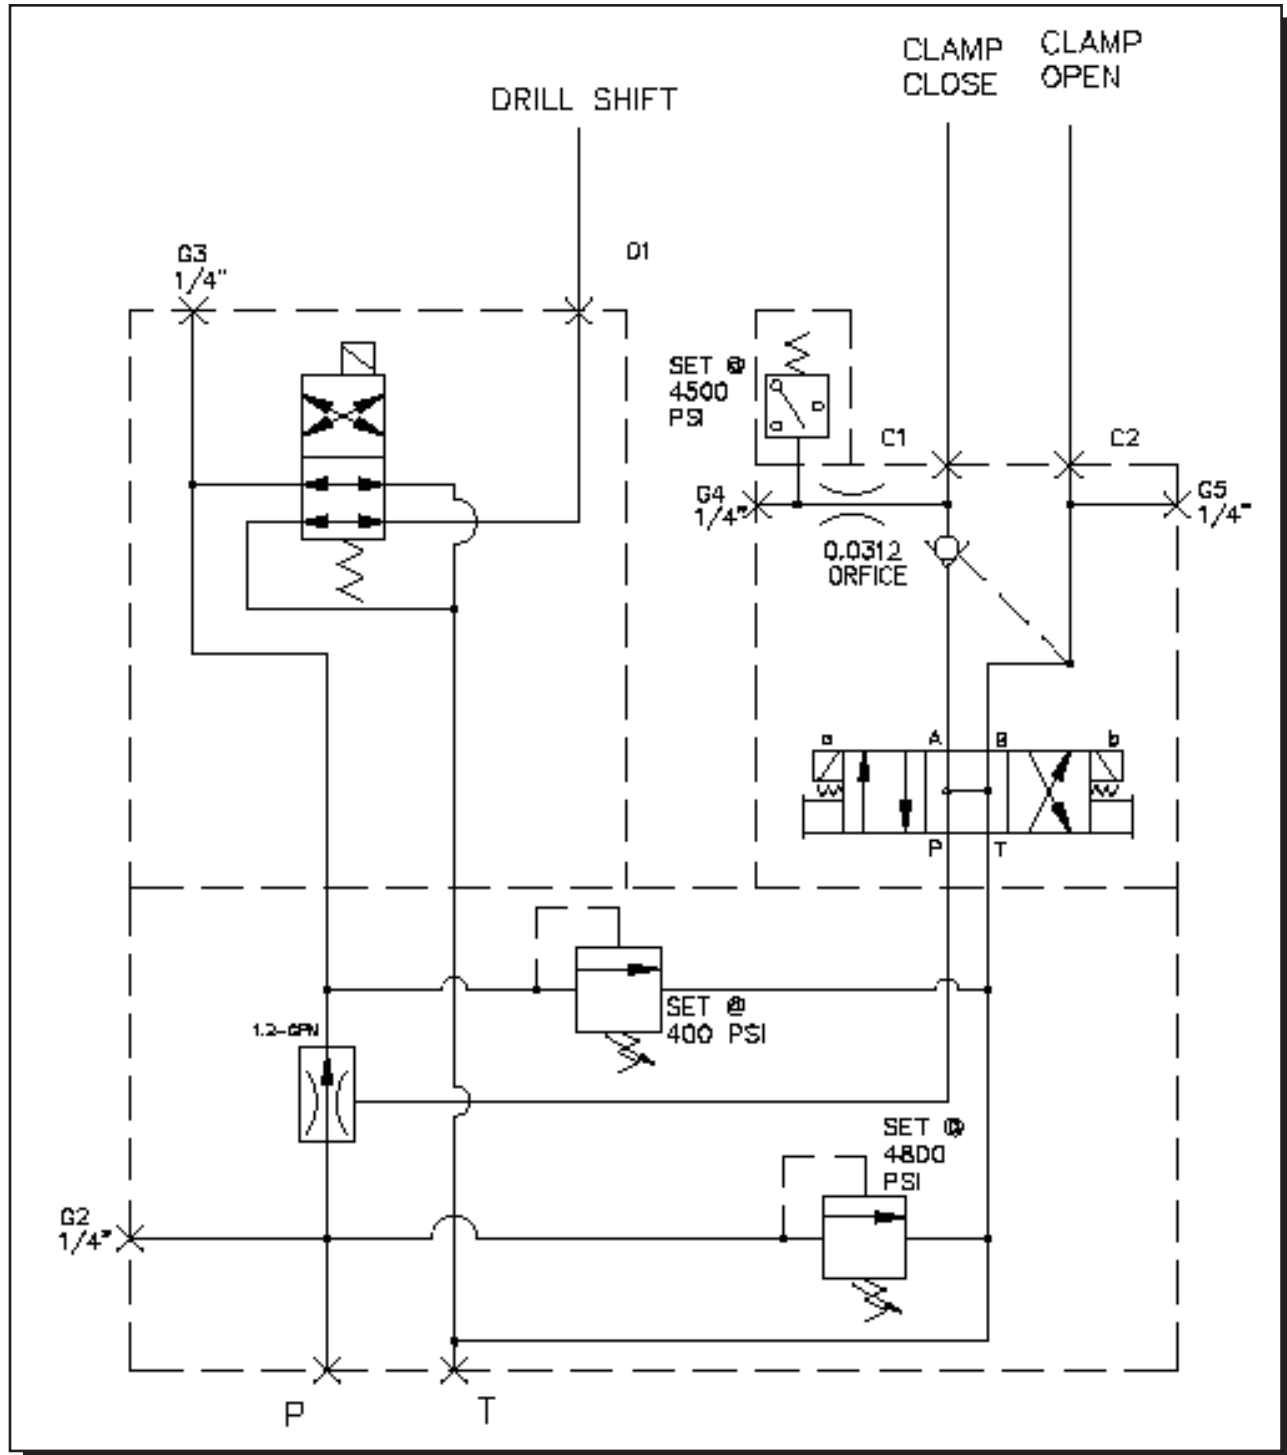 CLAMP
CLOSE
CLAMP
OPEN
DRILL SHIFT
G3
1/4"
D1
SET @
4500
PSI
C1
C2
G4
1/4"
G5
1/4"
0.0312
ORFICE
a
A
B
b
P
T
SET @
400 PSI
1.2-GPM
SET @
4800
PSI
G2
1/4"
P
T